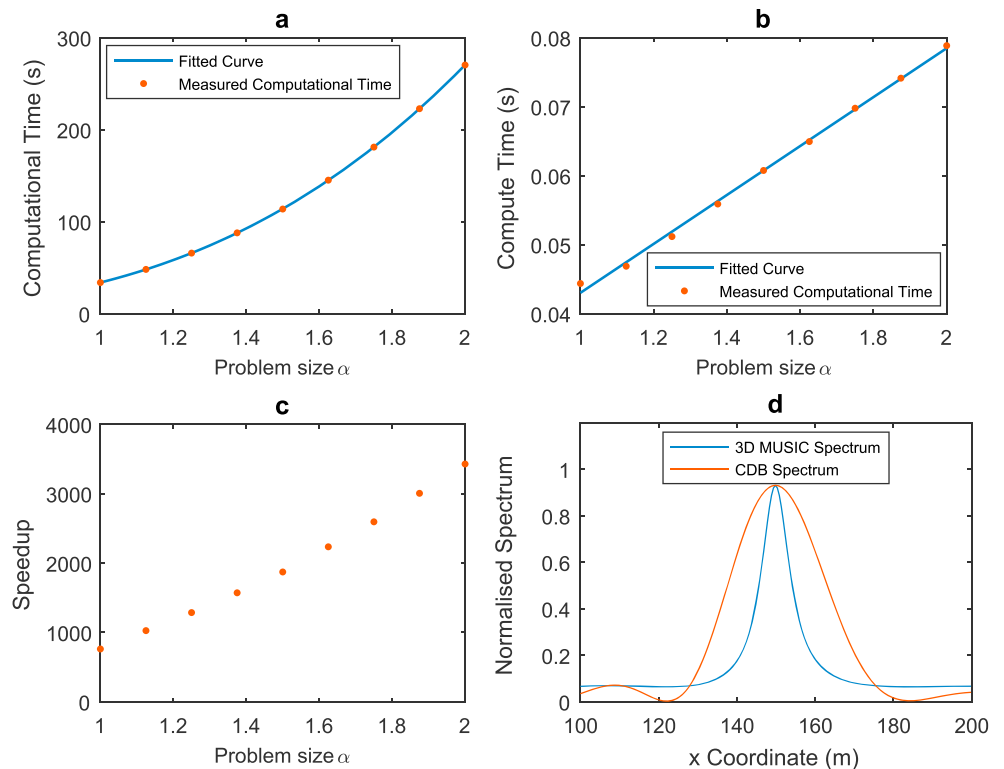 a
300
200
100
0
Computational Time (s)
Fitted Curve
Measured Computational Time
1 1.2 1.4 1.6 1.8 2
Problem size α
b
0.08
0.07
0.06
0.05
0.04
Compute Time (s)
Fitted Curve
Measured Computational Time
1 1.2 1.4 1.6 1.8 2
Problem size α
c
4000
3000
2000
1000
0
Speedup
1 1.2 1.4 1.6 1.8 2
Problem size α
d
1
0.8
0.6
0.4
0.2
0
Normalised Spectrum
3D MUSIC Spectrum
CDB Spectrum
100 120 140 160 180 200
x Coordinate (m)